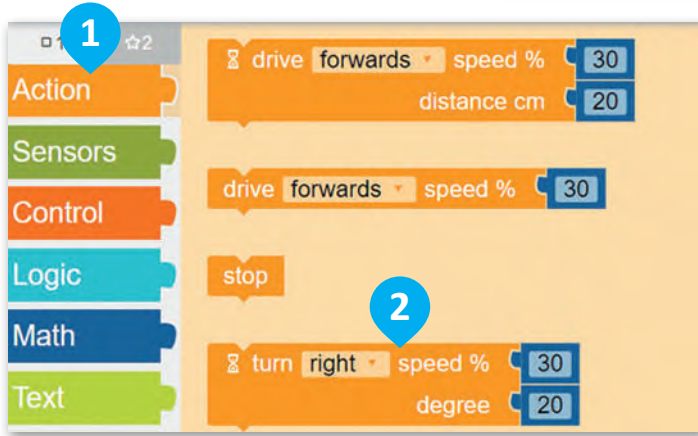 1
2
Action
Sensors
Control
Logic
Math
Text
drive forwards speed % 30
distance cm 20
drive forwards speed % 30
stop
2
turn right speed % 30
degree 20